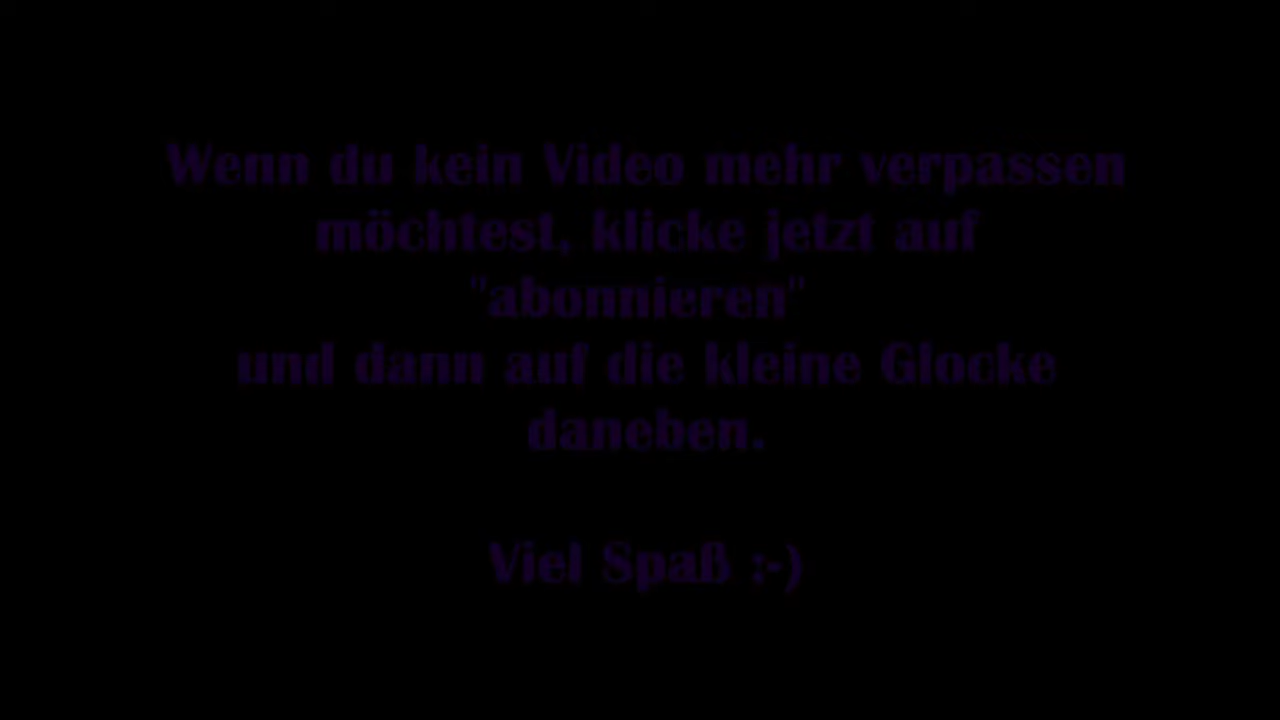 Wenn du kein Video mehr verpassen
möchtest, klicke jetzt auf
"abonnieren"
und dann auf die kleine Glocke
daneben.
Viel Spaß :-)